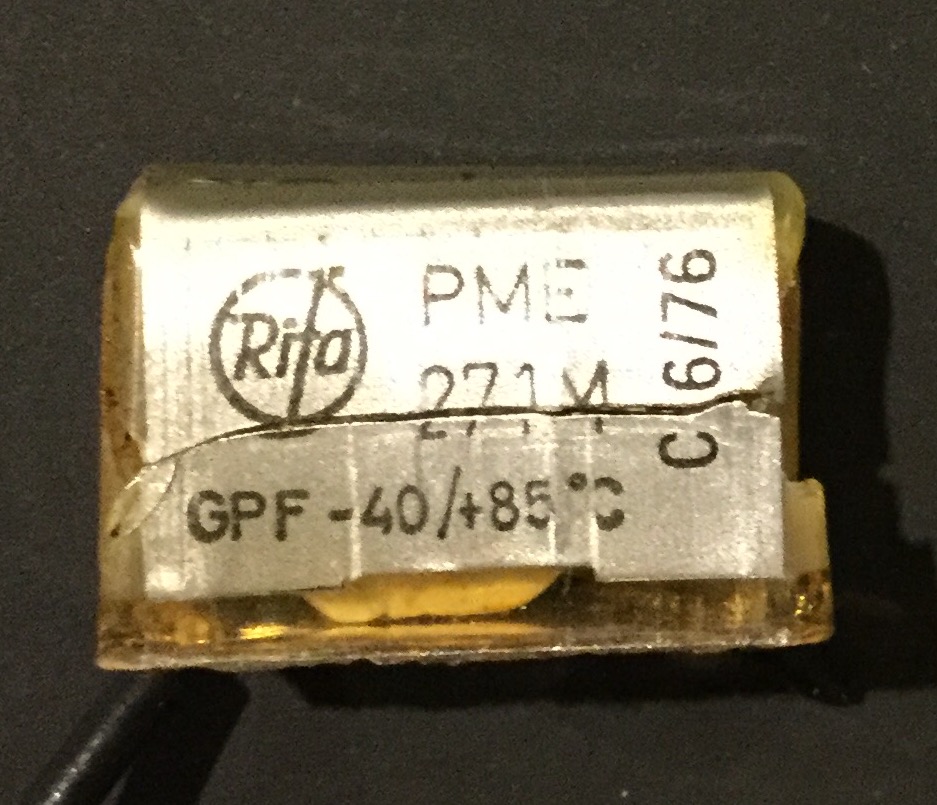 Rifa
PME
271M
GPF -40/+85°C
C 6/76